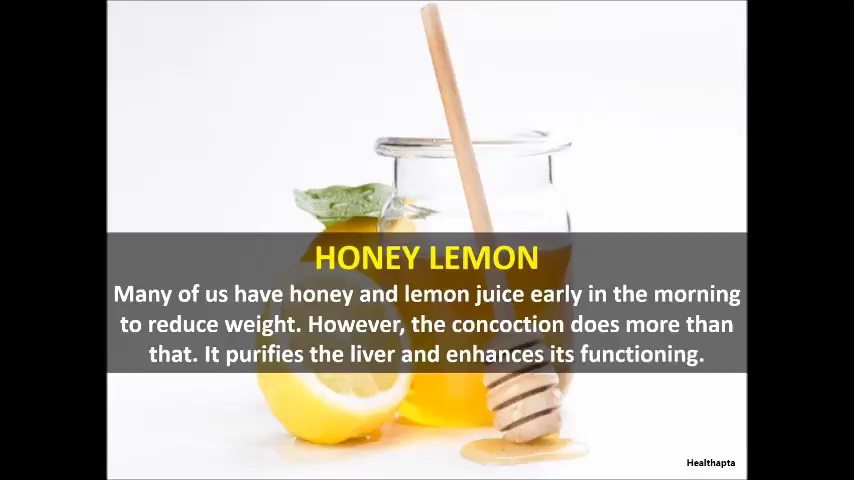 HONEY LEMON
Many of us have honey and lemon juice early in the morning
to reduce weight. However, the concoction does more than
that. It purifies the liver and enhances its functioning.
Healthapta